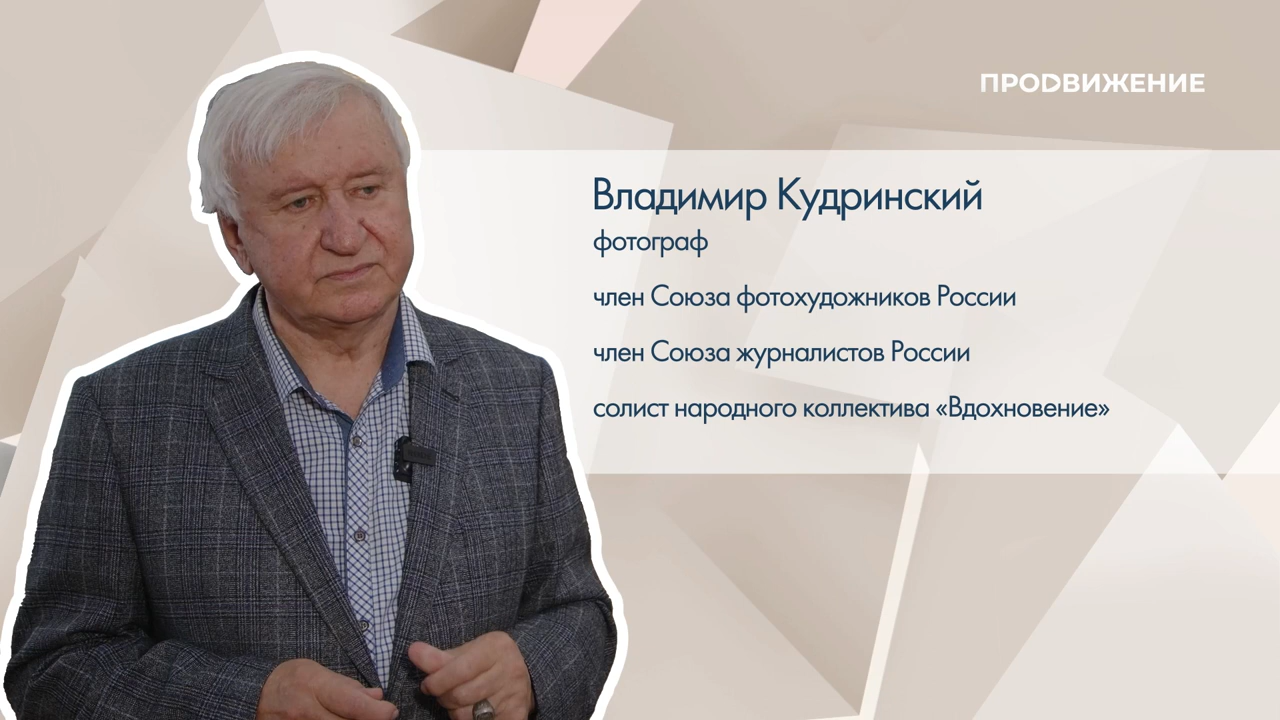 ПРОДВИЖЕНИЕ
Владимир Кудринский
фотограф
член Союза фотохудожников России
член Союза журналистов России
солист народного коллектива «Вдохновение»